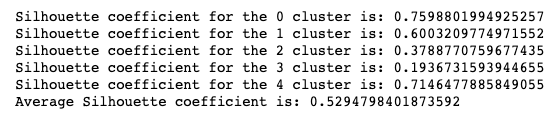 Silhouette coefficient for the 0 cluster is: 0.7598801994925257
Silhouette coefficient for the 1 cluster is: 0.6003209774971552
Silhouette coefficient for the 2 cluster is: 0.3788770759677435
Silhouette coefficient for the 3 cluster is: 0.1936731593944655
Silhouette coefficient for the 4 cluster is: 0.7146477885849055
Average Silhouette coefficient is: 0.5294798401873592